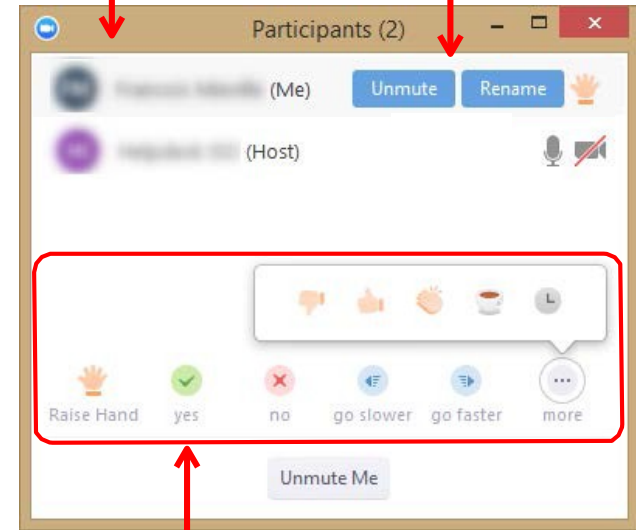 Participants (2)
(Me) Unmute Rename
(Host)
Raise Hand yes no go slower go faster more
Unmute Me